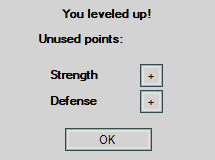 You leveled up!
Unused points:
Strength +
Defense +
OK